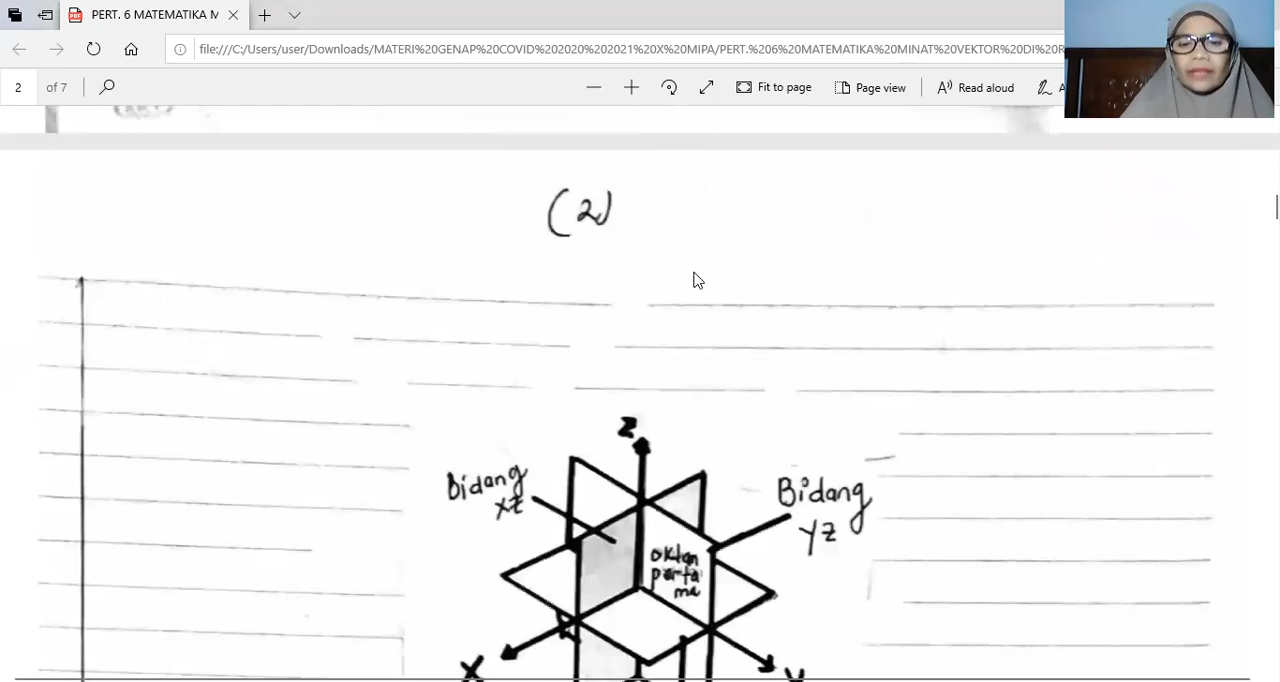 PERT. 6 MATEMATIKA M
file:///C:/Users/user/Downloads/MATERI%20GENAP%20COVID%202020%202021%20X%20MIPA/PERT.%206%20MATEMATIKA%20MINAT%20VEKTOR%20DI%20R
2 of 7
Fit to page
Page view
Read aloud
(2)
Z
Bidang
XZ
Bidang
YZ
oktan
perta
ma
X
Y